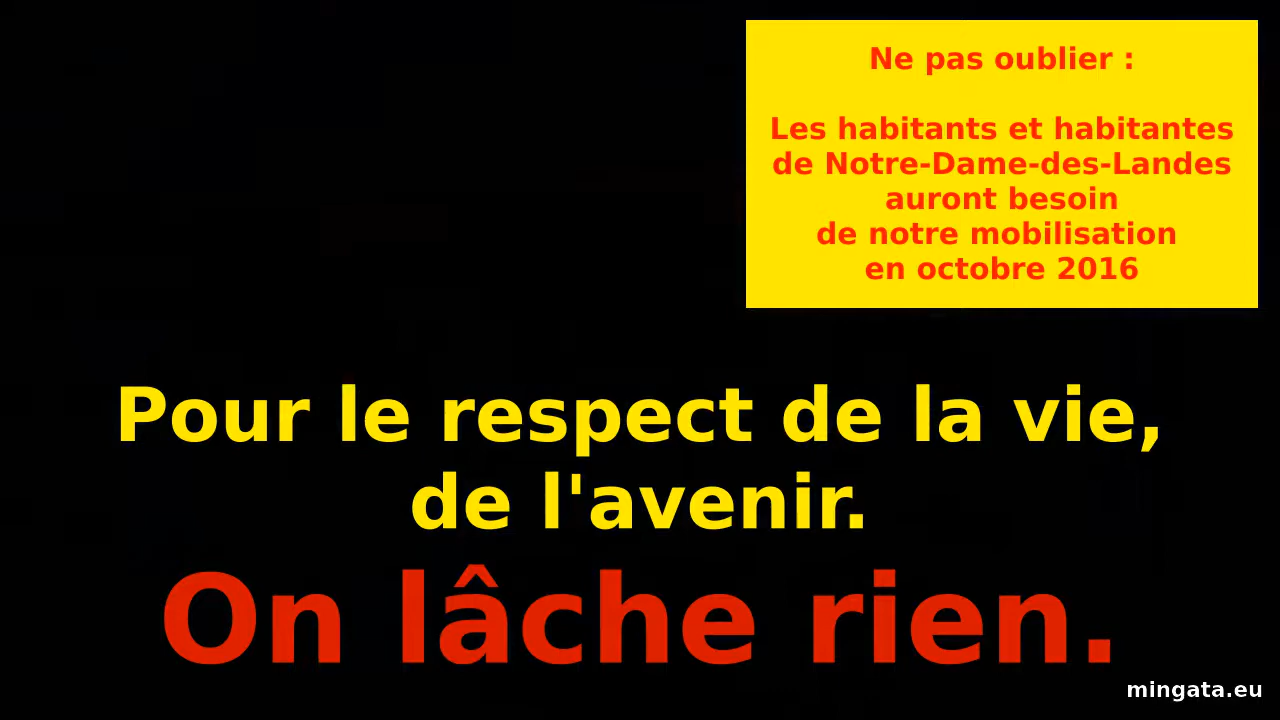 Ne pas oublier :
Les habitants et habitantes
de Notre-Dame-des-Landes
auront besoin
de notre mobilisation
en octobre 2016
Pour le respect de la vie,
de l'avenir.
On lâche rien.
mingata.eu